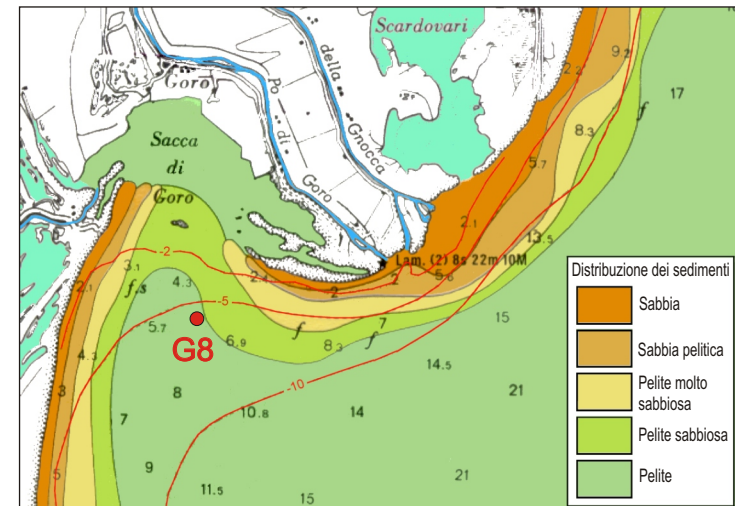 Scardovari
Goro
Po
di
Goro
della
Gnocca
Sacca
di
Goro
2.2
9.2
17
f
8.3
5.7
2.1
13.5
Lam. (2) 8s 22m 10M
-2
3.1
2.1
f.s
4.3
2.1
2
2
5.6
-5
5.7
G8
6.9
f
7
f
8.3
15
4.3
3
-10
14.5
8
21
7
10.8
14
9
5
11.5
15
21
Distribuzione dei sedimenti
Sabbia
Sabbia pelitica
Pelite molto
sabbiosa
Pelite sabbiosa
Pelite